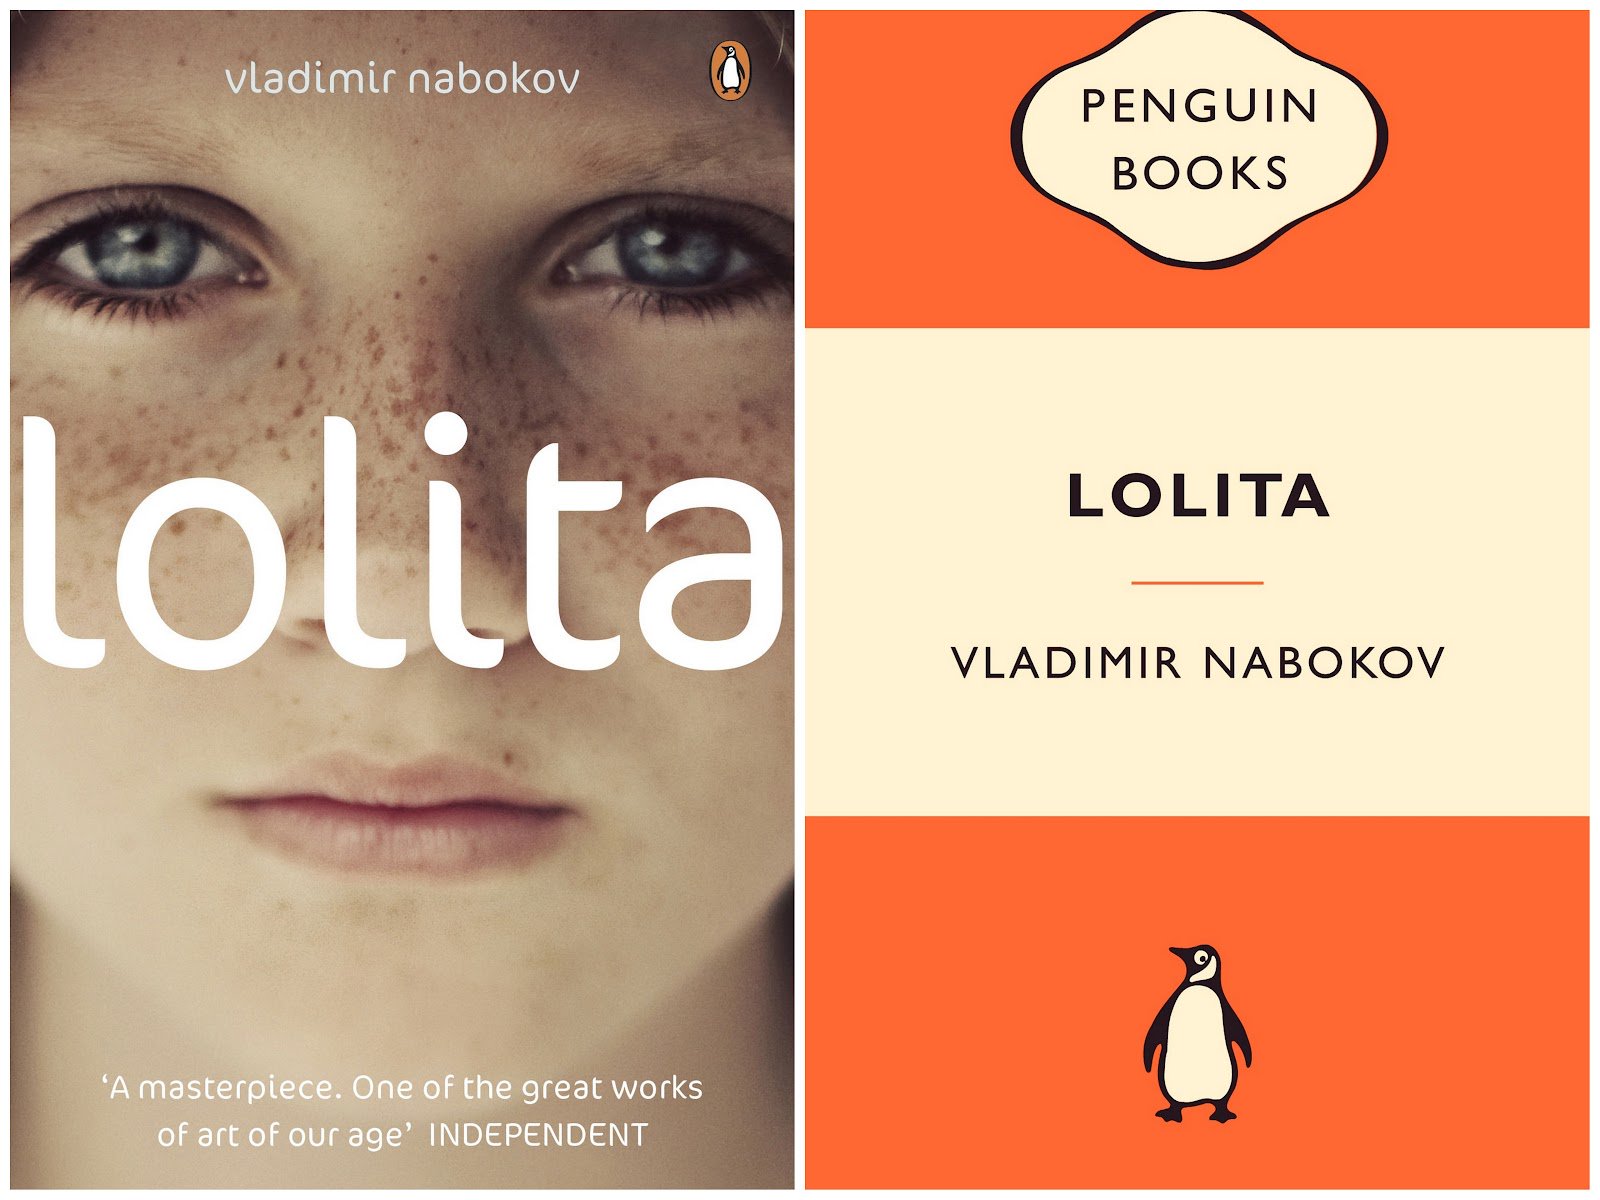 vladimir nabokov
lolita
‘A masterpiece. One of the great works
of art of our age’ INDEPENDENT
PENGUIN
BOOKS
LOLITA
VLADIMIR NABOKOV